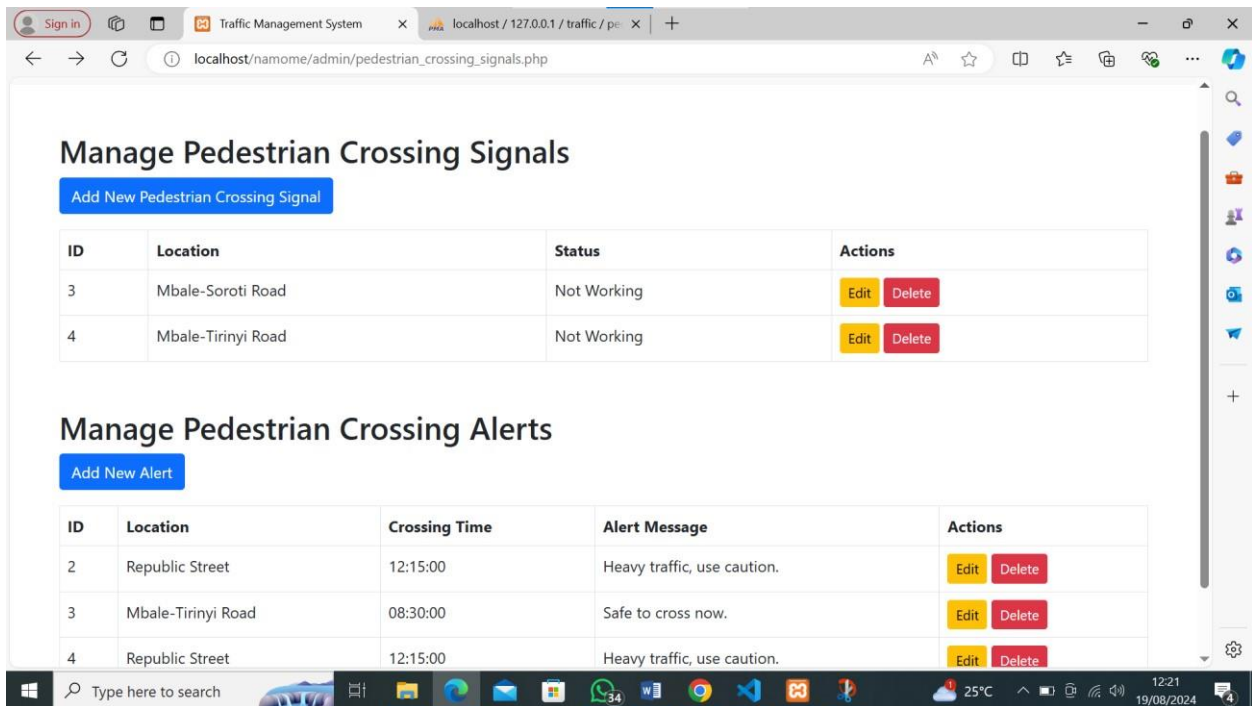 Sign in
Traffic Management System
localhost / 127.0.0.1 / traffic / pe
localhost/namome/admin/pedestrian_crossing_signals.php
Manage Pedestrian Crossing Signals
Add New Pedestrian Crossing Signal
ID Location Status Actions
3 Mbale-Soroti Road Not Working Edit Delete
4 Mbale-Tirinyi Road Not Working Edit Delete
Manage Pedestrian Crossing Alerts
Add New Alert
ID Location Crossing Time Alert Message Actions
2 Republic Street 12:15:00 Heavy traffic, use caution. Edit Delete
3 Mbale-Tirinyi Road 08:30:00 Safe to cross now. Edit Delete
4 Republic Street 12:15:00 Heavy traffic, use caution. Edit Delete
Type here to search
34
1
25°C
12:21
19/08/2024
4